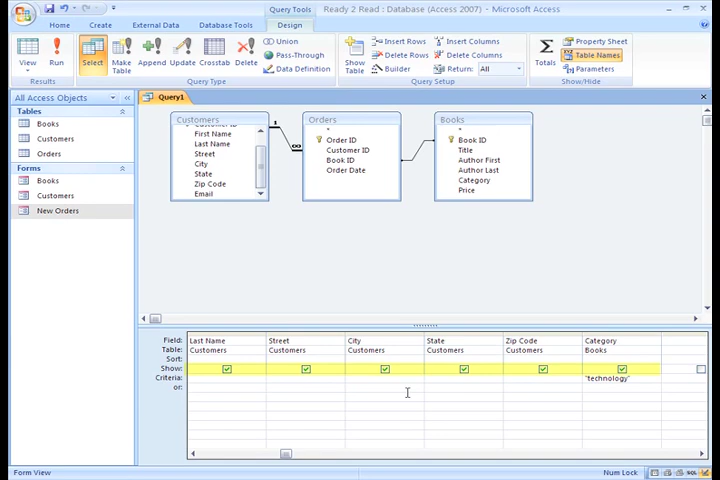 Query Tools
Ready 2 Read : Database (Access 2007) - Microsoft Access
Home
Create
External Data
Database Tools
Design
View
Run
Select
Make Table
Append
Update
Crosstab
Delete
Union
Pass-Through
Data Definition
Show Table
Insert Rows
Delete Rows
Builder
Insert Columns
Delete Columns
Return: All
Totals
Property Sheet
Table Names
Parameters
Results
Query Type
Query Setup
Show/Hide
All Access Objects
Tables
Books
Customers
Orders
Forms
Books
Customers
New Orders
Query1
Customers
Customer ID
First Name
Last Name
Street
City
State
Zip Code
Email
1
∞
Orders
*
Order ID
Customer ID
Book ID
Order Date
Books
*
Book ID
Title
Author First
Author Last
Category
Price
Field: Last Name Street City State Zip Code Category
Table: Customers Customers Customers Customers Customers Books
Sort:
Show:
Criteria: "technology"
or:
Form View
Num Lock
SQL